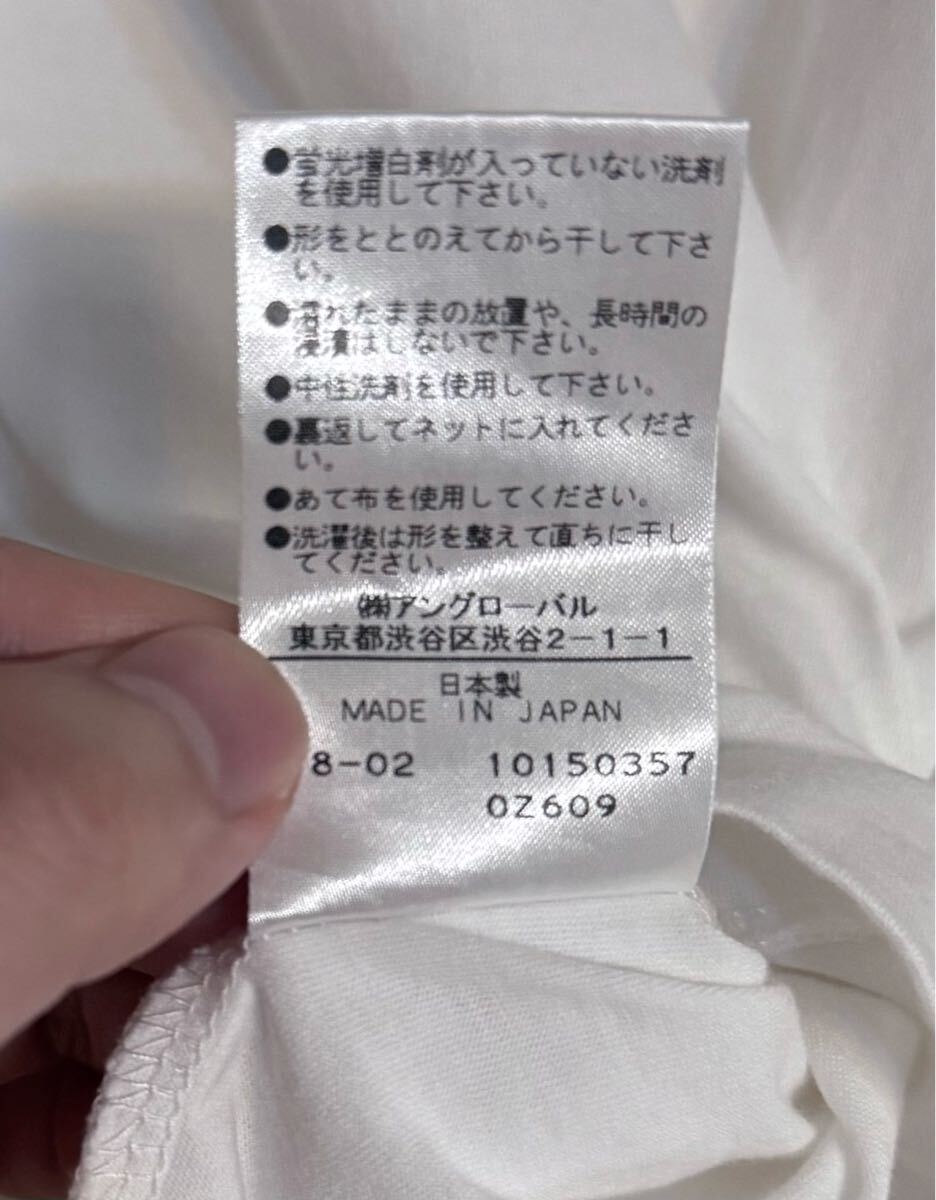 ●蛍光増白剤が入っていない洗剤
を使用して下さい。
●形をととのえてから干して下さ
い。
●濡れたままの放置や、長時間の
浸漬はしないで下さい。
●中性洗剤を使用して下さい。
●裏返してネットに入れてくださ
い。
●あて布を使用してください。
●洗濯後は形を整えて直ちに干し
てください。
㈱アングローバル
東京都渋谷区渋谷2-1-1
日本製
MADE IN JAPAN
8-02 10150357
0Z609